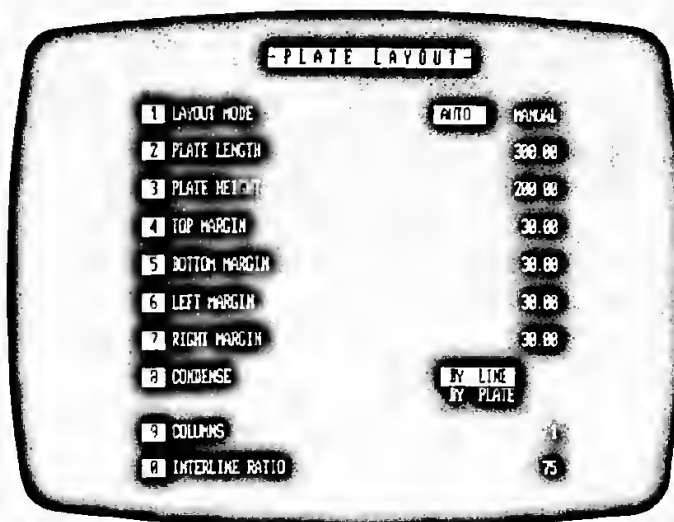 -PLATE LAYOUT-
1 LAYOUT MODE AUTO MANUAL
2 PLATE LENGTH 300.00
3 PLATE HEIGHT 200.00
4 TOP MARGIN 30.00
5 BOTTOM MARGIN 30.00
6 LEFT MARGIN 30.00
7 RIGHT MARGIN 30.00
8 CONDENSE BY LINE
BY PLATE
9 COLUMNS 1
0 INTERLINE RATIO 75